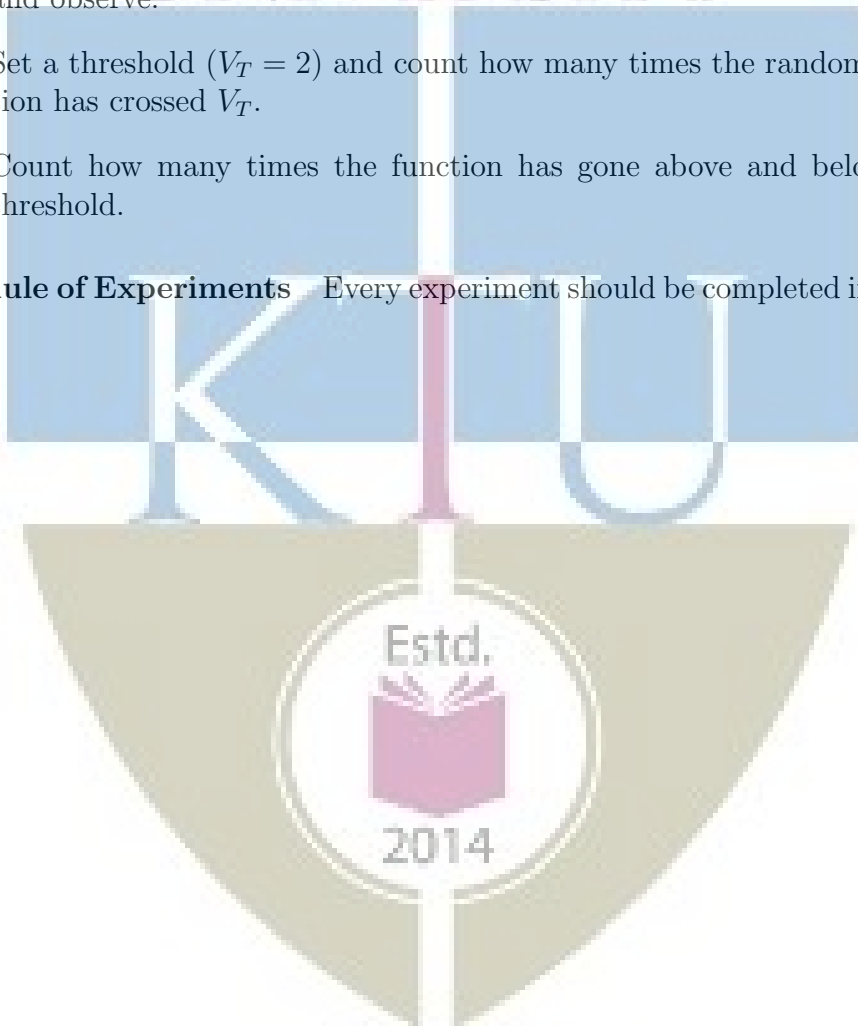 and observe.
Set a threshold (V_T = 2) and count how many times the random
ion has crossed V_T.
Count how many times the function has gone above and belo
hreshold.
ule of Experiments Every experiment should be completed i
KTU
Estd.
2014